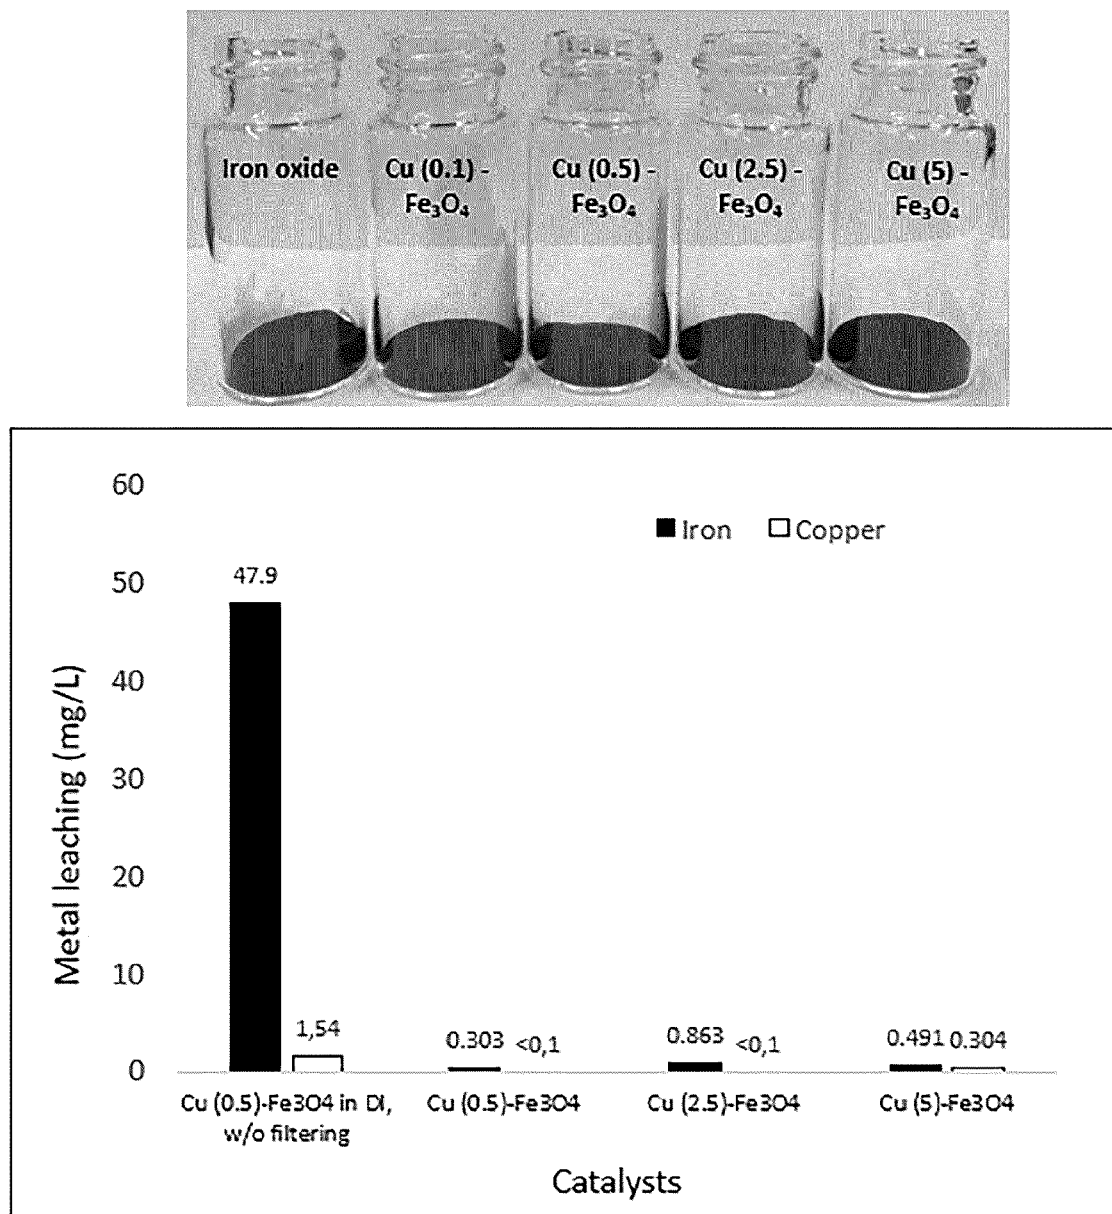 Iron oxide
Cu (0.1) -
Fe₃O₄
Cu (0.5) -
Fe₃O₄
Cu (2.5) -
Fe₃O₄
Cu (5) -
Fe₃O₄
60
50
40
30
20
10
0
Metal leaching (mg/L)
Iron
Copper
47.9
1,54
0.303
<0,1
0.863
<0,1
0.491
0.304
Cu (0.5)-Fe3O4 in DI,
w/o filtering
Cu (0.5)-Fe3O4
Cu (2.5)-Fe3O4
Cu (5)-Fe3O4
Catalysts